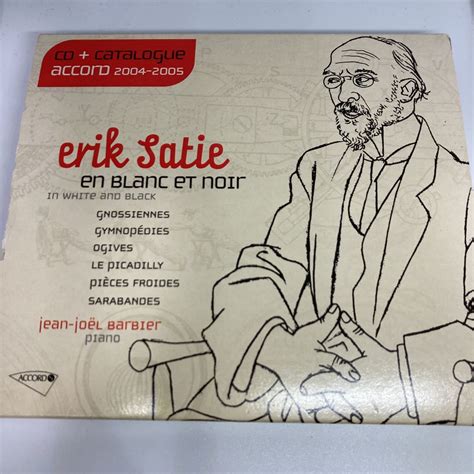 CD + CATALOGUE
ACCORD 2004-2005
erik Satie
EN BLANC ET NOIR
IN WHITE AND BLACK
GNOSSIENNES
GYMNOPÉDIES
OGIVES
LE PICADILLY
PIÈCES FROIDES
SARABANDES
jean-joël BARBIER
PIANO
ACCORD